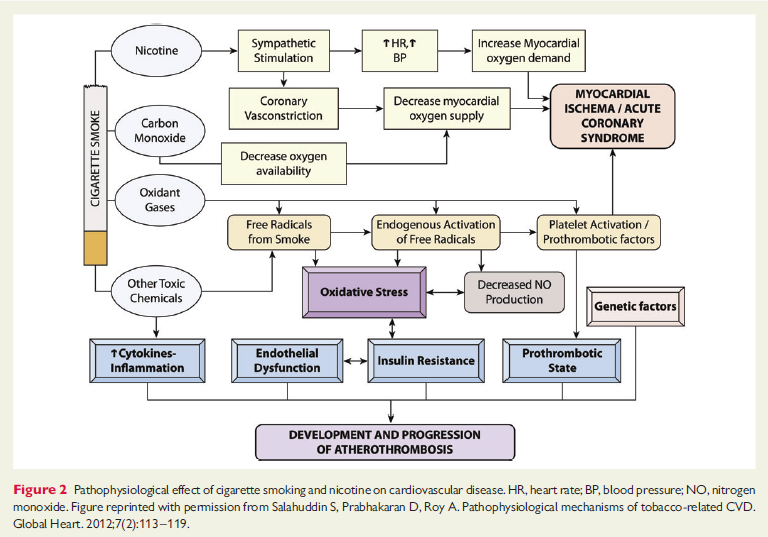 Nicotine
Sympathetic
Stimulation
↑HR,↑
BP
Increase Myocardial
oxygen demand
Coronary
Vasconstriction
Decrease myocardial
oxygen supply
MYOCARDIAL
ISCHEMA / ACUTE
CORONARY
SYNDROME
CIGARETTE SMOKE
Carbon
Monoxide
Decrease oxygen
availability
Oxidant
Gases
Free Radicals
from Smoke
Endogenous Activation
of Free Radicals
Platelet Activation /
Prothrombotic factors
Other Toxic
Chemicals
Oxidative Stress
Decreased NO
Production
Genetic factors
↑Cytokines-
Inflammation
Endothelial
Dysfunction
Insulin Resistance
Prothrombotic
State
DEVELOPMENT AND PROGRESSION
OF ATHEROTHROMBOSIS
Figure 2 Pathophysiological effect of cigarette smoking and nicotine on cardiovascular disease. HR, heart rate; BP, blood pressure; NO, nitrogen
monoxide. Figure reprinted with permission from Salahuddin S, Prabhakaran D, Roy A. Pathophysiological mechanisms of tobacco-related CVD.
Global Heart. 2012;7(2):113–119.